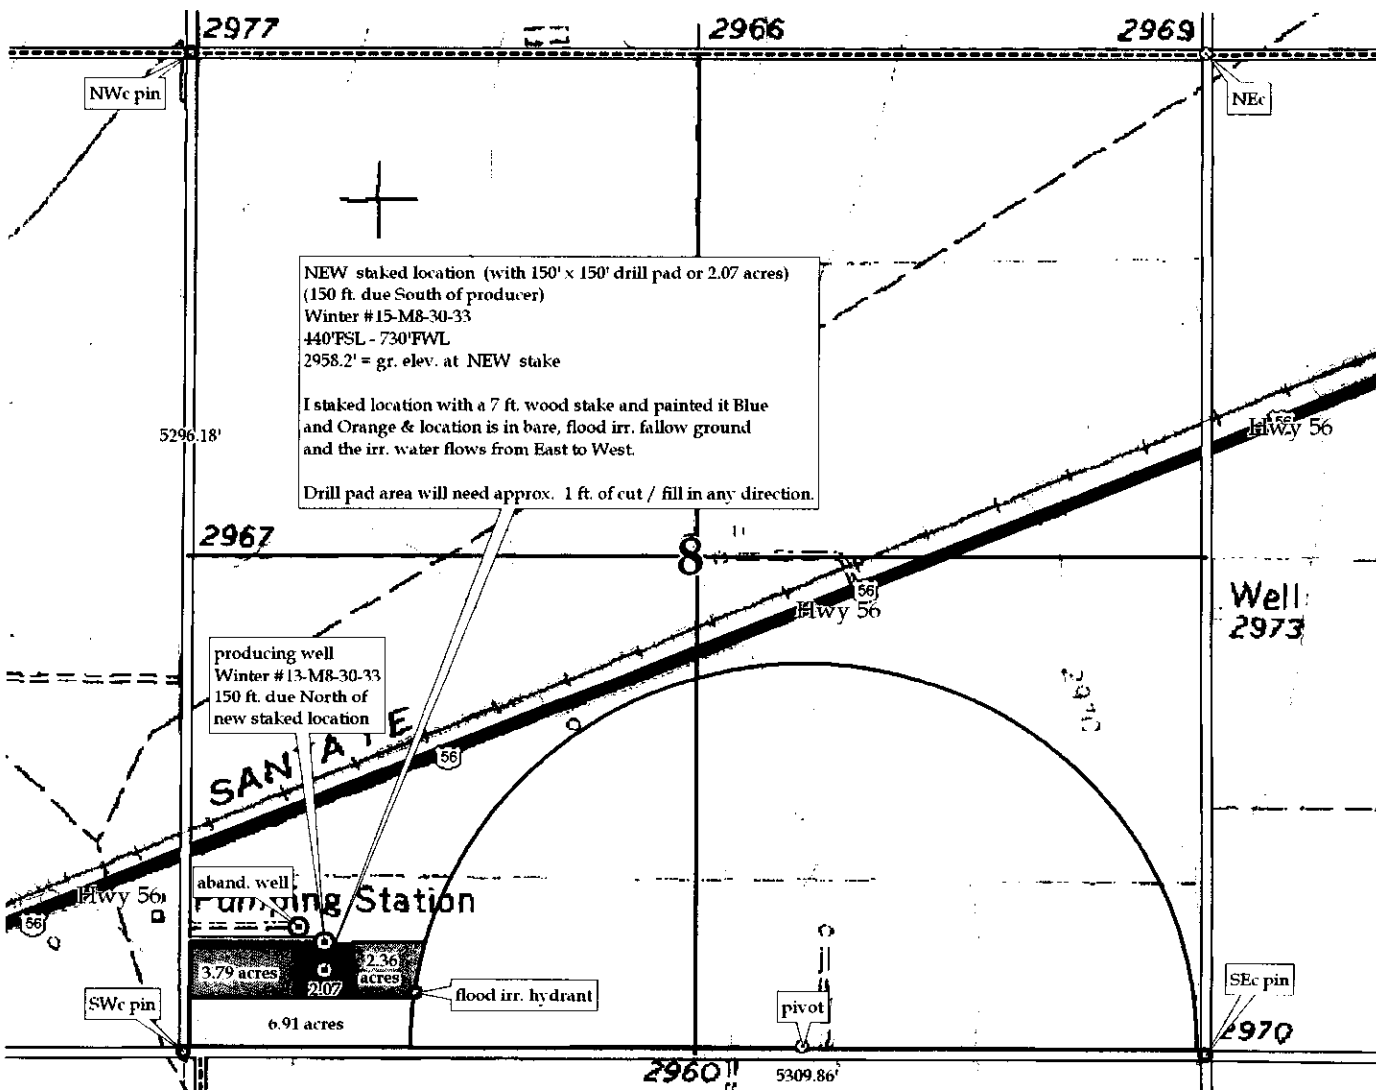 2977
2966
2969
NWc pin
NEc
NEW staked location (with 150' x 150' drill pad or 2.07 acres)
(150 ft. due South of producer)
Winter #15-M8-30-33
440'FSL - 730'FWL
2958.2' = gr. elev. at NEW stake
I staked location with a 7 ft. wood stake and painted it Blue
and Orange & location is in bare, flood irr. fallow ground
and the irr. water flows from East to West.
Drill pad area will need approx. 1 ft. of cut / fill in any direction.
5296.18'
56
Hwy 56
2967
8
56
Hwy 56
Well
2973
producing well
Winter #13-M8-30-33
150 ft. due North of
new staked location
2970
SANTA FE
56
aband. well
Pumping Station
Hwy 56
56
3.79 acres
2.36
acres
2.07
flood irr. hydrant
SWc pin
6.91 acres
pivot
SEc pin
2970
2960
5309.86'